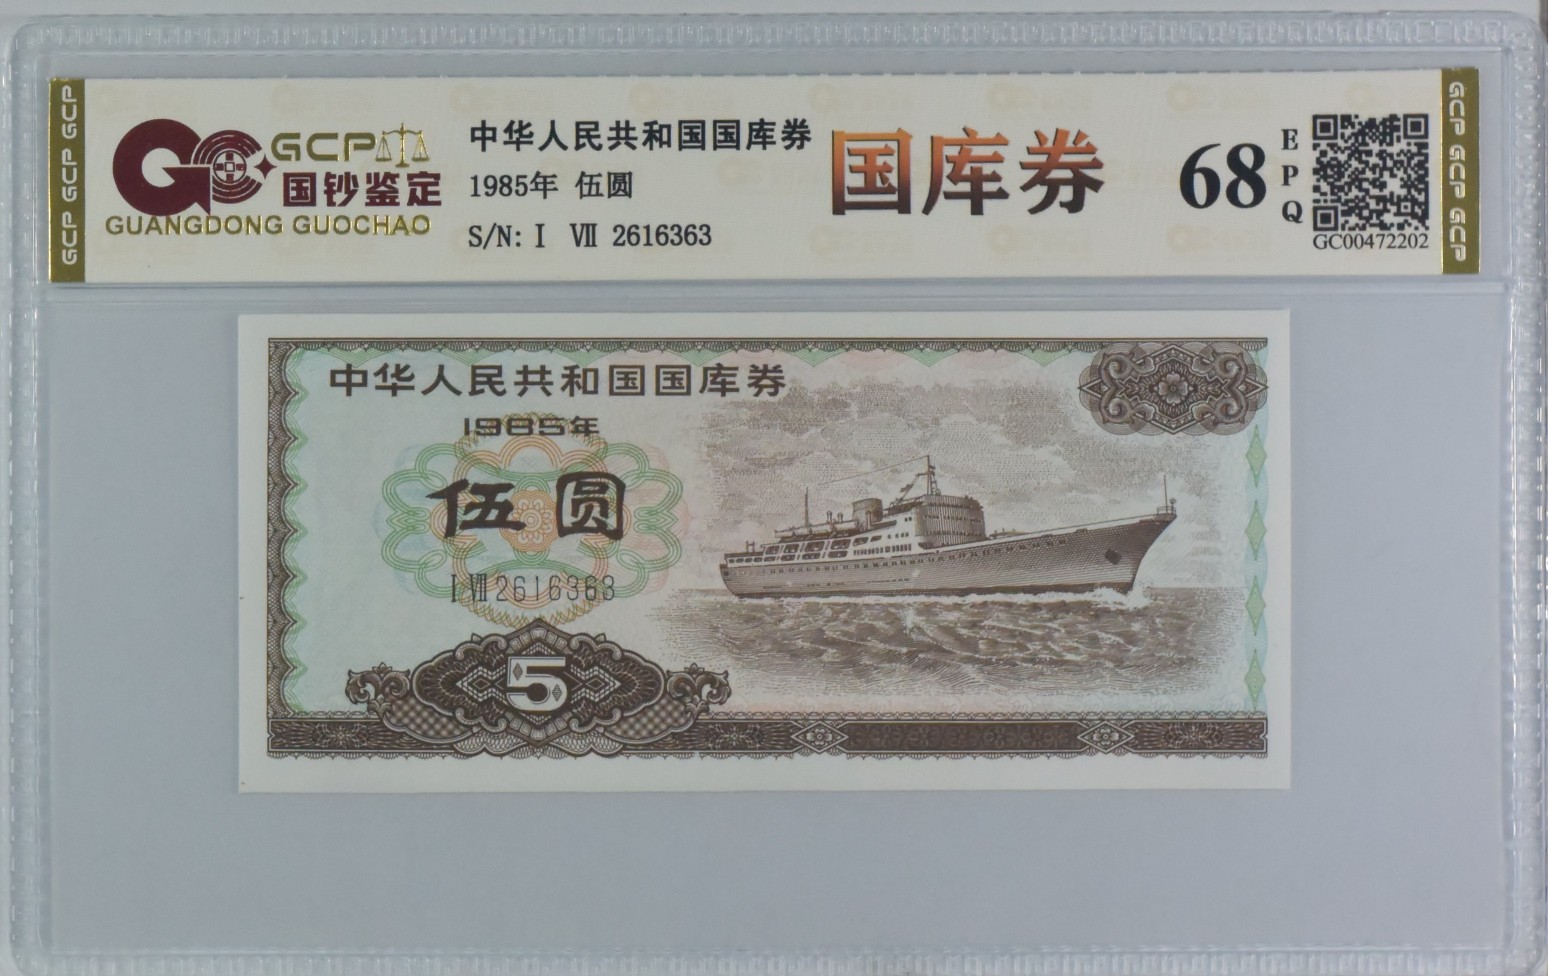 GCP GCP GCP
GCP
国钞鉴定
GUANGDONG GUOCHAO
中华人民共和国国库券
1985年 伍圆
S/N: I Ⅶ 2616363
国库券
68
EPQ
GC00472202
GCP GCP GCP
中华人民共和国国库券
1985年
伍圆
I Ⅶ 2616363
5